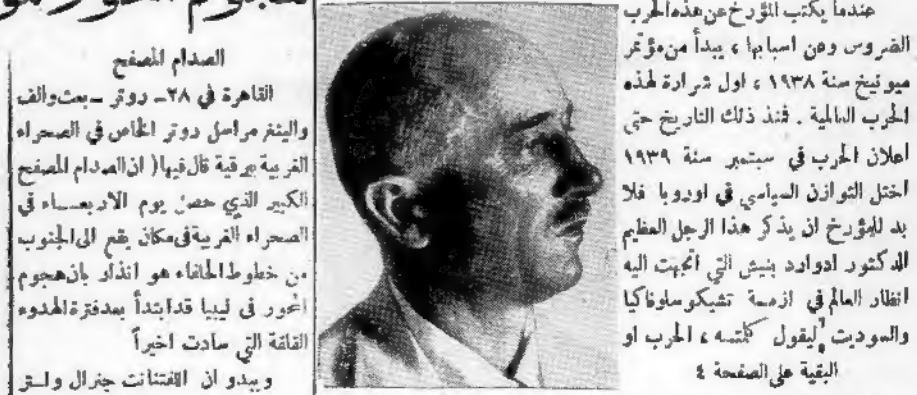 عندما يكتب المؤرخ عن هذه الحرب
الضروس وعن اسبابها ، يبدأ من مؤتمر
ميونيخ سنة ١٩٣٨ ، اول شرارة لهذه
الحرب العالمية . فمنذ ذلك التاريخ حتى
اعلان الحرب في سبتمبر سنة ١٩٣٩
اختل التوازن السياسي في اوروبا فلا
بد للمؤرخ ان يذكر هذا الرجل العظيم
الدكتور ادوارد بنيش التي اتجهت اليه
انظار العالم في ازمة تشيكوسلوفاكيا
والسوديت ليقول كلمته ، الحرب او
البقية على الصفحة ٤
الصدام المصفح
القاهرة في ٢٨ـ روتر ـ بعث والف
والينغ مراسل روتر الخاص في الصحراء
الغربية ببرقية قال فيها ( ان الصدام المصفح
الكبير الذي حصل يوم الاربعـــاء في
الصحراء الغربية في مكان يقع الى الجنوب
من خطوط الحلفاء هو انذار بان هجوم
المحور في ليبيا قد ابتدأ بعد فترة الهدوء
القلقة التي سادت اخيراً
ويبدو ان اللفتنانت جنرال ولـتر